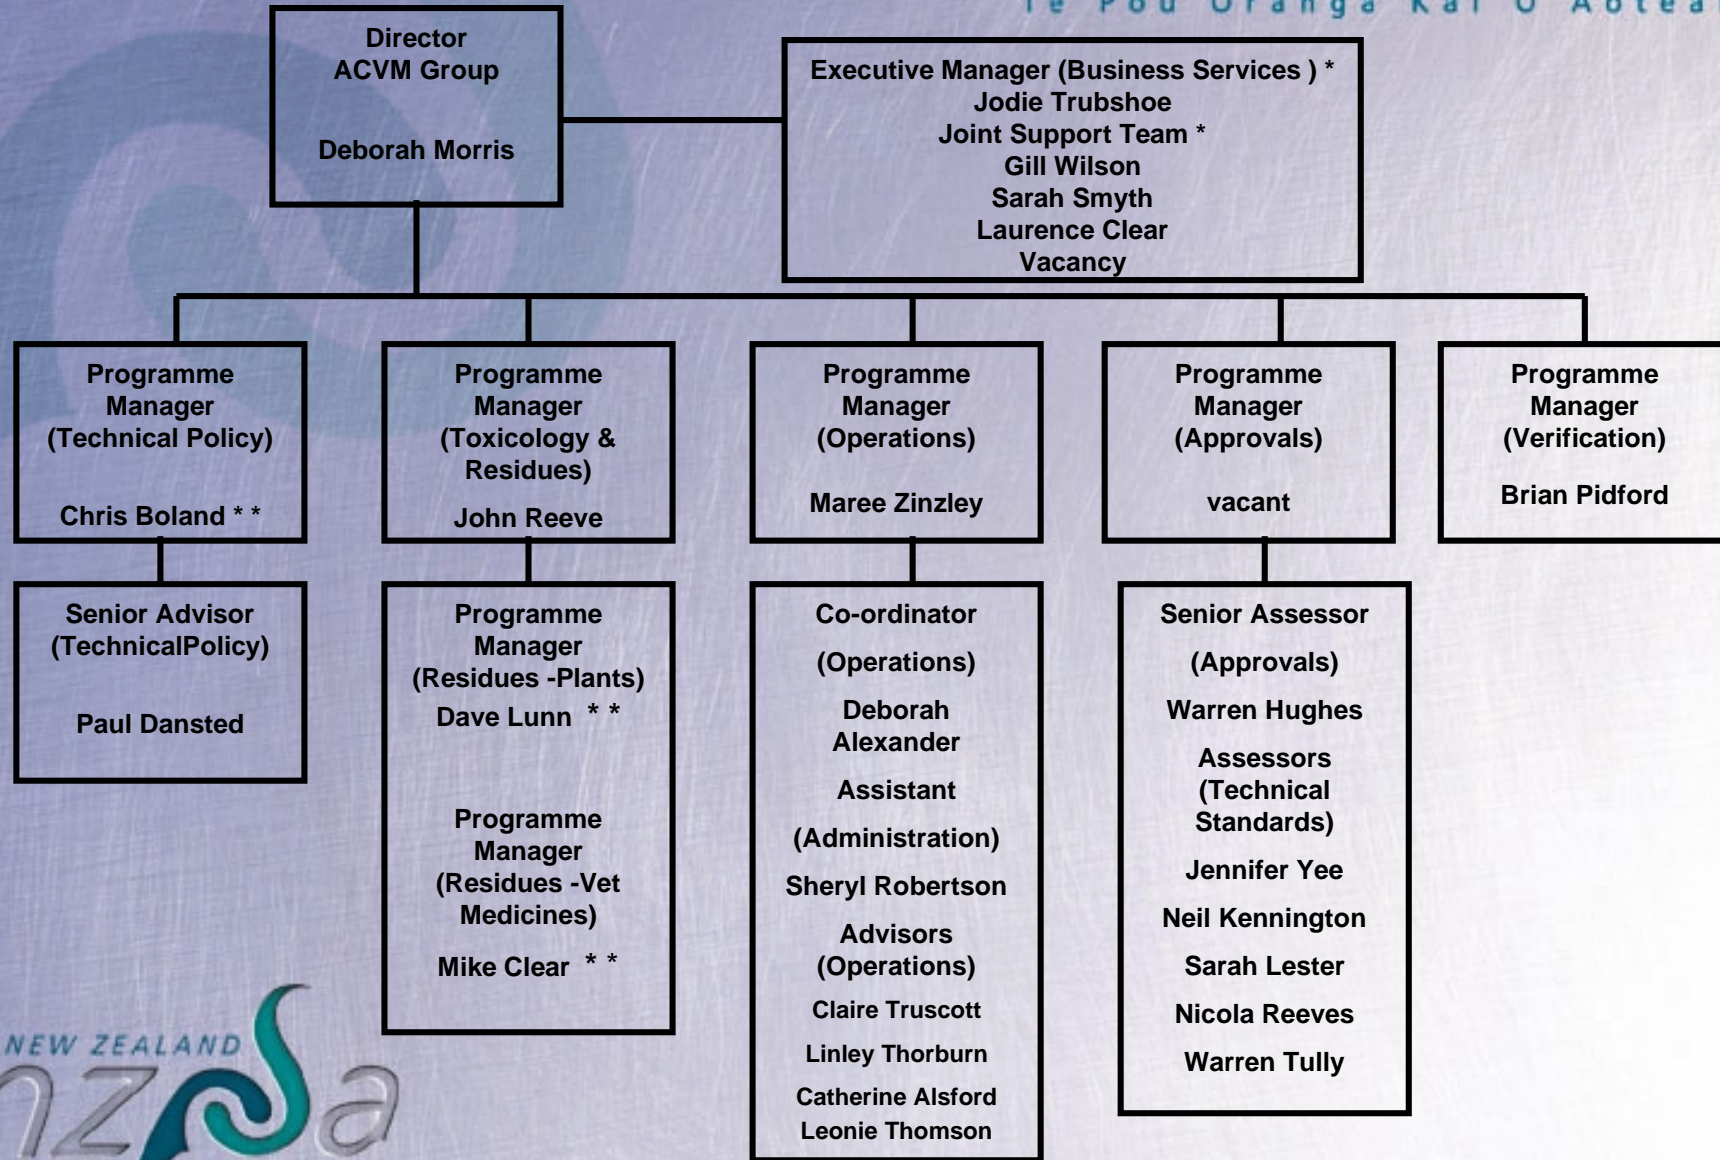 Te Pou Oranga Kai O
Director
ACVM Group
Deborah Morris
Executive Manager (Business Services ) *
Jodie Trubshoe
Joint Support Team *
Gill Wilson
Sarah Smyth
Laurence Clear
Vacancy
Programme
Manager
(Technical Policy)
Chris Boland * *
Programme
Manager
(Toxicology &
Residues)
John Reeve
Programme
Manager
(Operations)
Maree Zinzley
Programme
Manager
(Approvals)
vacant
Programme
Manager
(Verification)
Brian Pidford
Senior Advisor
(TechnicalPolicy)
Paul Dansted
Programme
Manager
(Residues -Plants)
Dave Lunn * *
Programme
Manager
(Residues -Vet
Medicines)
Mike Clear * *
Co-ordinator
(Operations)
Deborah
Alexander
Assistant
(Administration)
Sheryl Robertson
Advisors
(Operations)
Claire Truscott
Linley Thorburn
Catherine Alsford
Leonie Thomson
Senior Assessor
(Approvals)
Warren Hughes
Assessors
(Technical
Standards)
Jennifer Yee
Neil Kennington
Sarah Lester
Nicola Reeves
Warren Tully
NEW ZEALAND
nzfsa